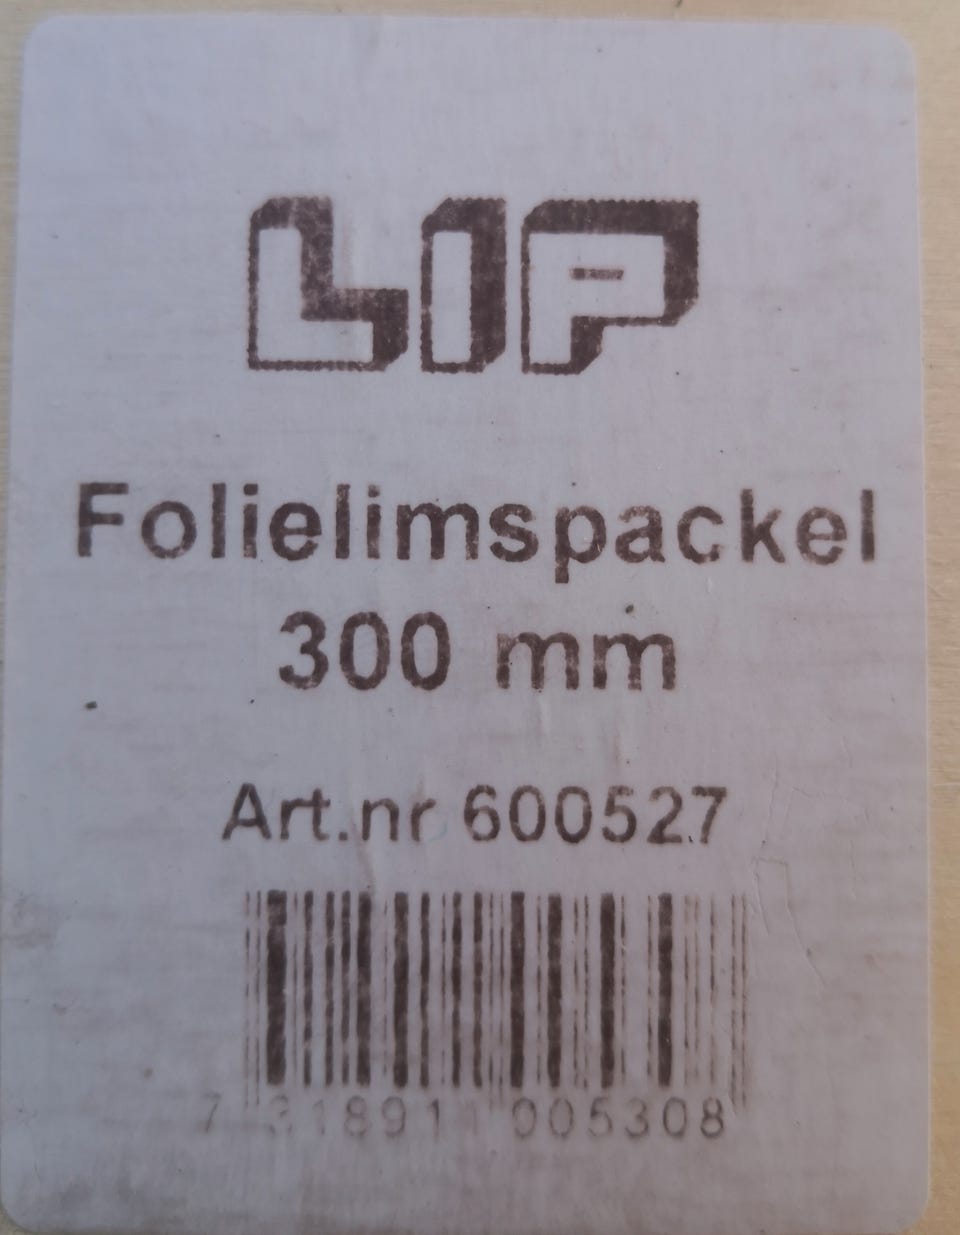 LIP
Folielimspackel
300 mm
Art.nr 600527
7 318911 005308